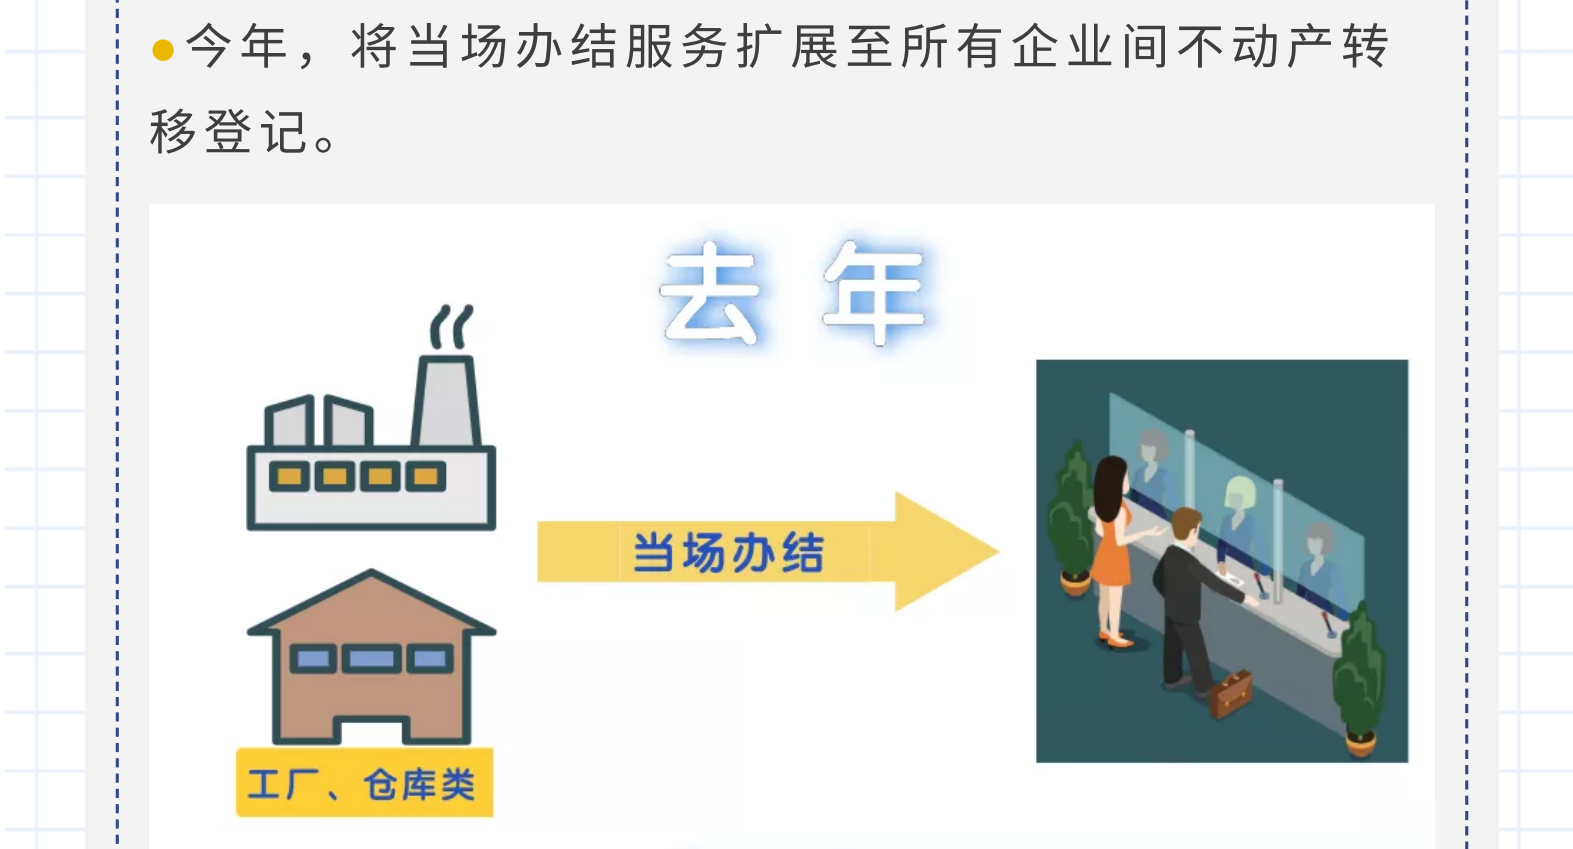 ●今年，将当场办结服务扩展至所有企业间不动产转
移登记。
去年
当场办结
工厂、仓库类